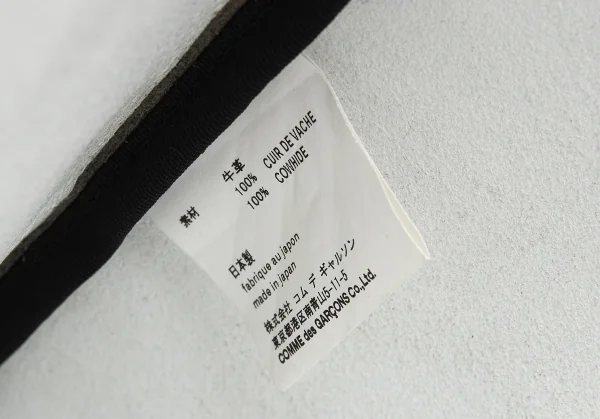 素材 牛革
100% CUIR DE VACHE
100% COWHIDE
日本製
fabrique au japon
made in japan
株式会社 コム デ ギャルソン
東京都港区南青山5-11-5
COMME des GARÇONS Co.,Ltd.